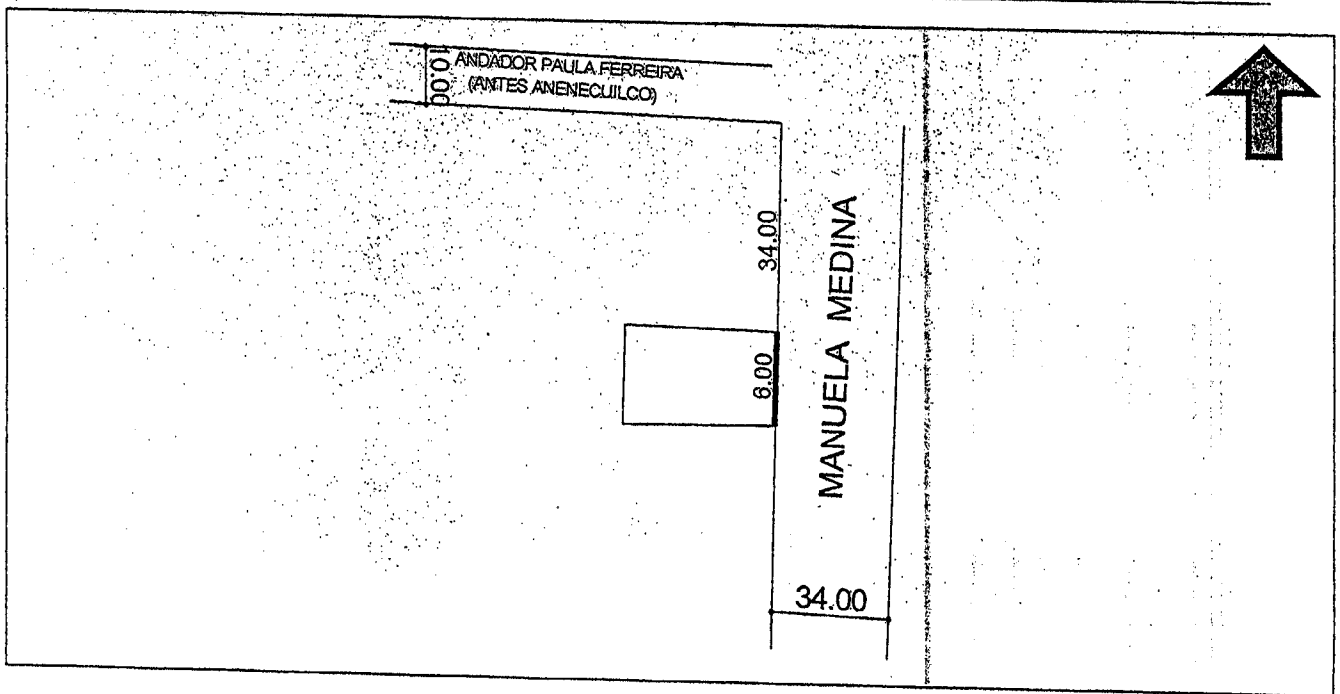 10.00
ANDADOR PAULA FERREIRA
(ANTES ANENECUILCO)
34.00
MANUELA MEDINA
6.00
34.00